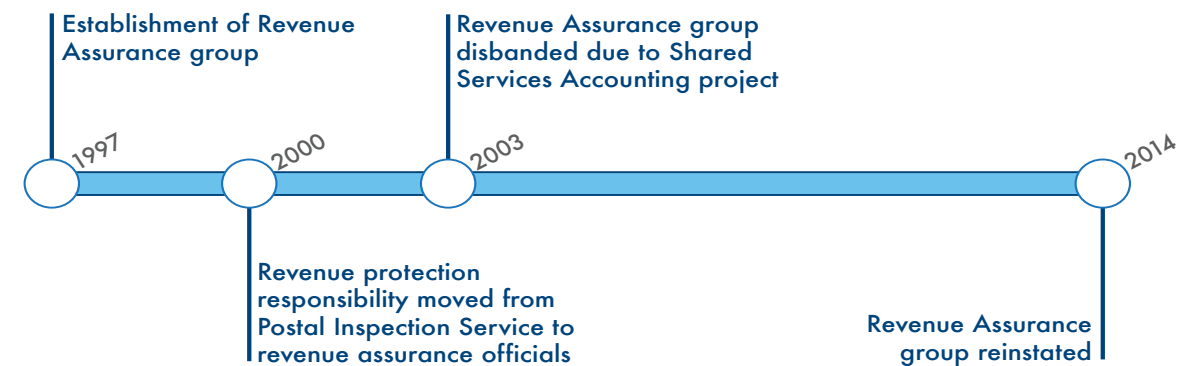 Establishment of Revenue
Assurance group
Revenue Assurance group
disbanded due to Shared
Services Accounting project
1997
2000
2003
2014
Revenue protection
responsibility moved from
Postal Inspection Service to
revenue assurance officials
Revenue Assurance
group reinstated